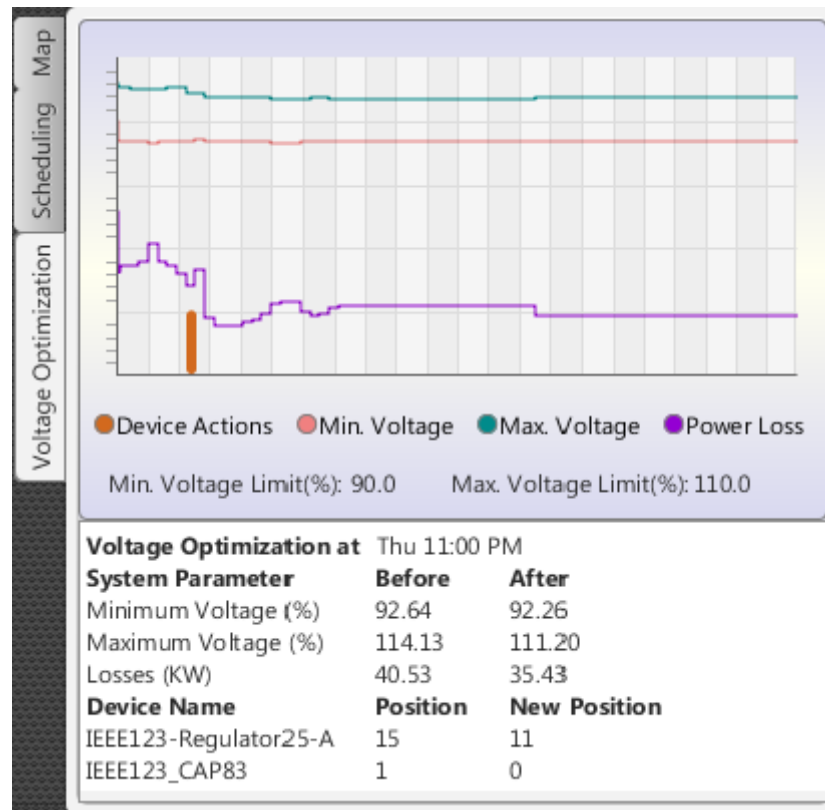 Map
Scheduling
Voltage Optimization
Device Actions Min. Voltage Max. Voltage Power Loss
Min. Voltage Limit(%): 90.0 Max. Voltage Limit(%): 110.0
Voltage Optimization at Thu 11:00 PM
System Parameter Before After
Minimum Voltage (%) 92.64 92.26
Maximum Voltage (%) 114.13 111.20
Losses (KW) 40.53 35.43
Device Name Position New Position
IEEE123-Regulator25-A 15 11
IEEE123_CAP83 1 0